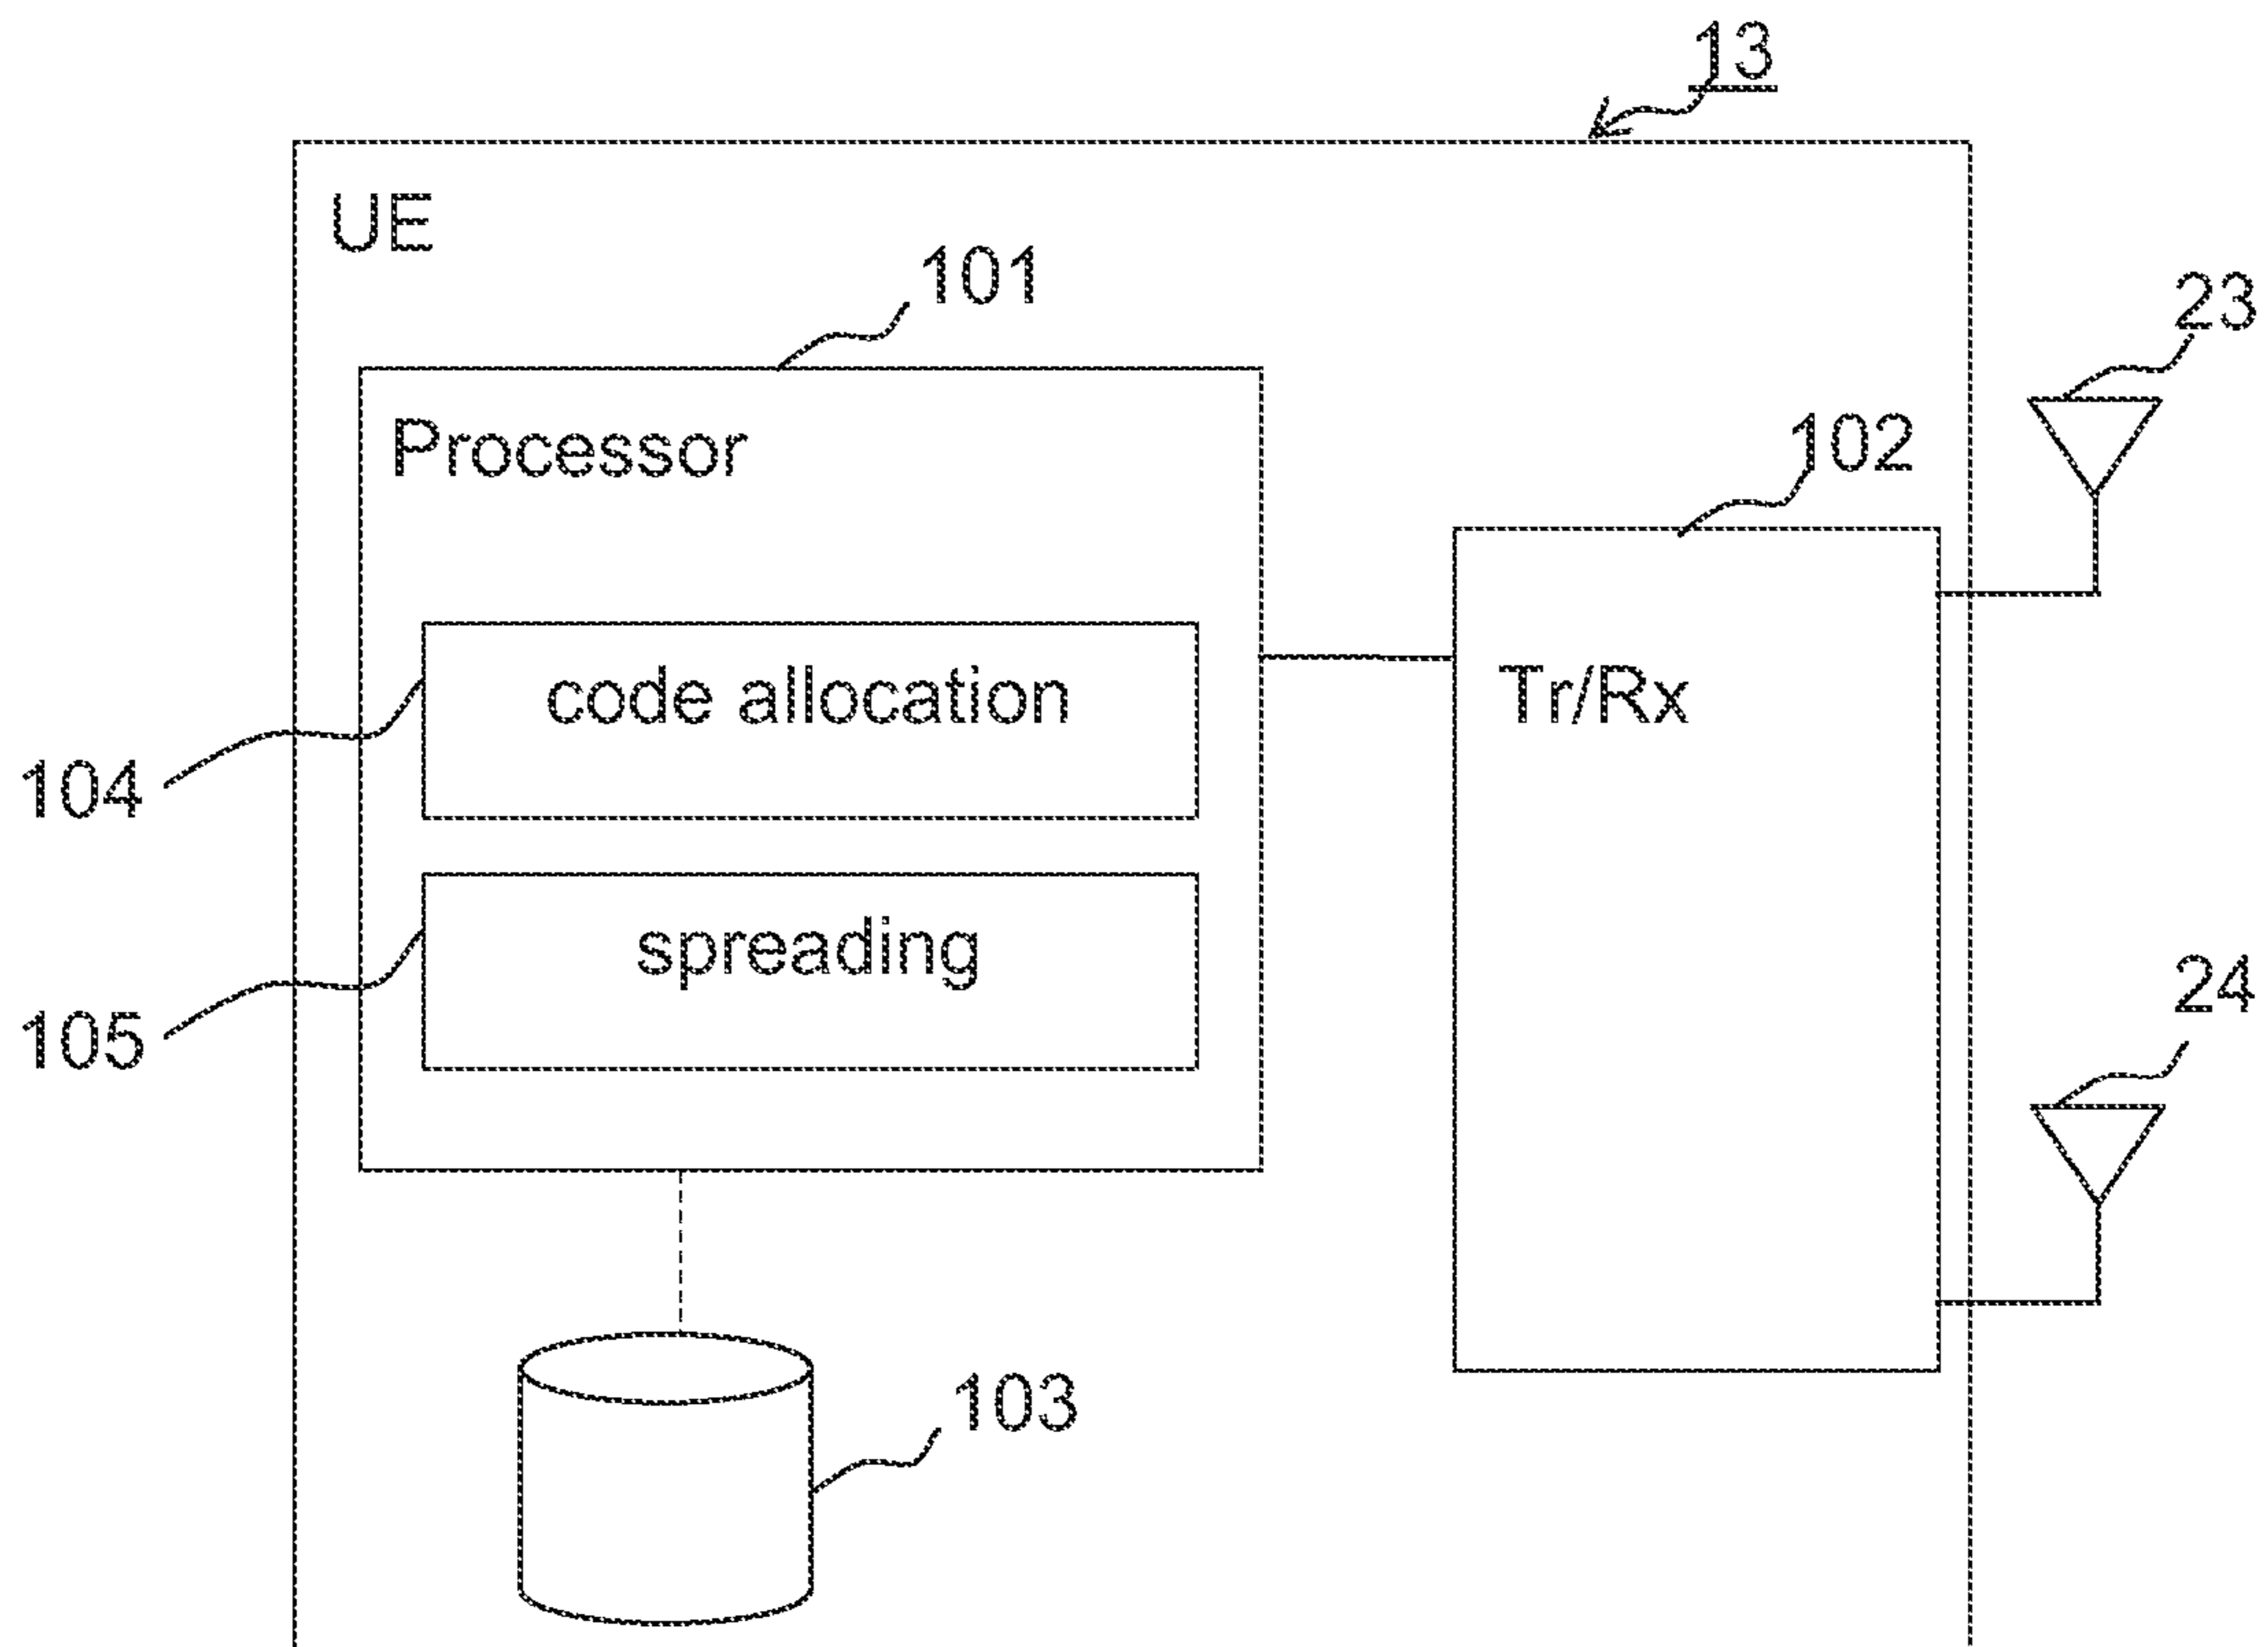 13
UE
101
23
Processor
102
code allocation
Tr/Rx
104
spreading
24
105
103